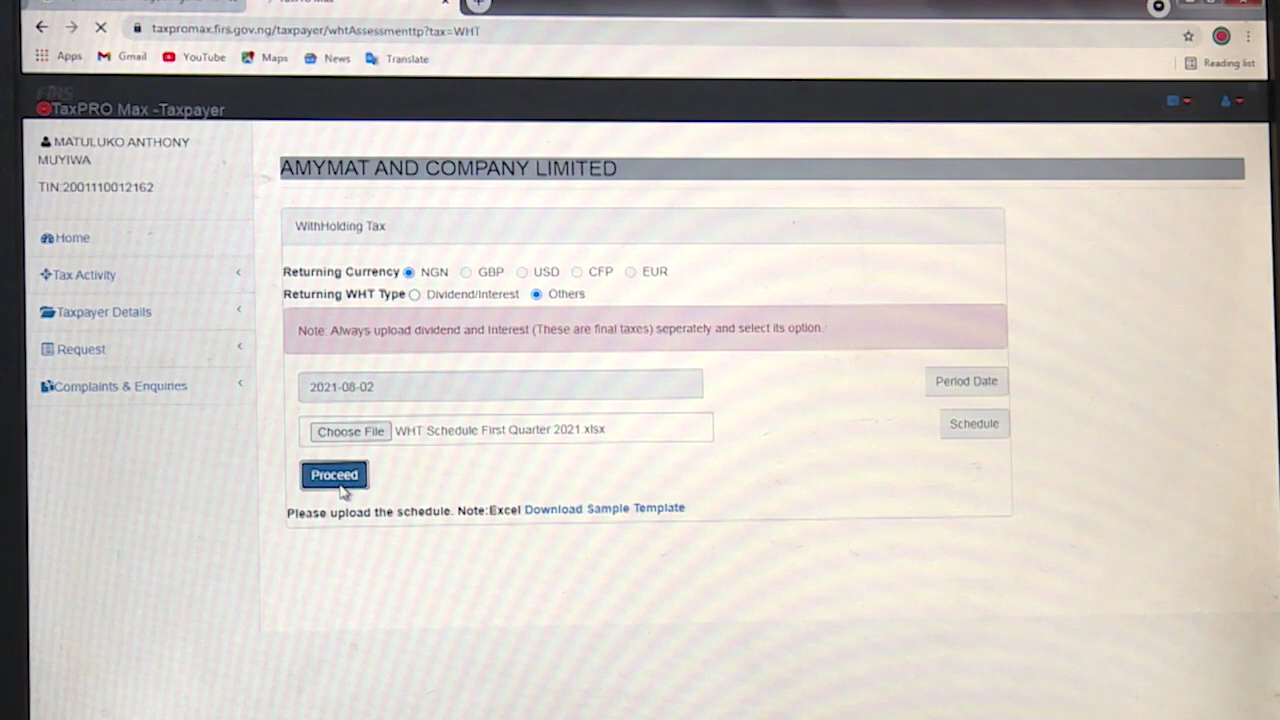 taxpromax.firs.gov.ng/taxpayer/whtAssessmenttp?tax=WHT
Apps Gmail YouTube Maps News Translate Reading list
TaxPRO Max -Taxpayer
MATULUKO ANTHONY
MUYIWA
TIN:2001110012162
Home
Tax Activity
Taxpayer Details
Request
Complaints & Enquiries
AMYMAT AND COMPANY LIMITED
WithHolding Tax
Returning Currency NGN GBP USD CFP EUR
Returning WHT Type Dividend/Interest Others
Note: Always upload dividend and Interest (These are final taxes) seperately and select its option.
2021-08-02 Period Date
Choose File WHT Schedule First Quarter 2021.xlsx Schedule
Proceed
Please upload the schedule. Note:Excel Download Sample Template